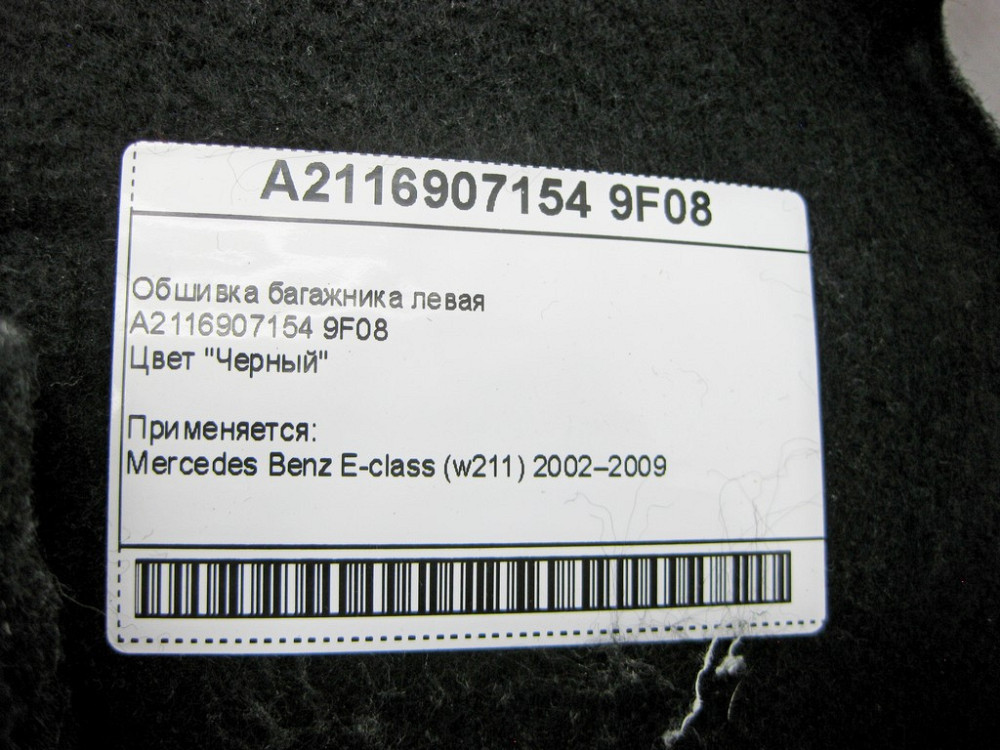 A2116907154 9F08
Обшивка багажника левая
A2116907154 9F08
Цвет "Черный"
Применяется:
Mercedes Benz E-class (w211) 2002–2009